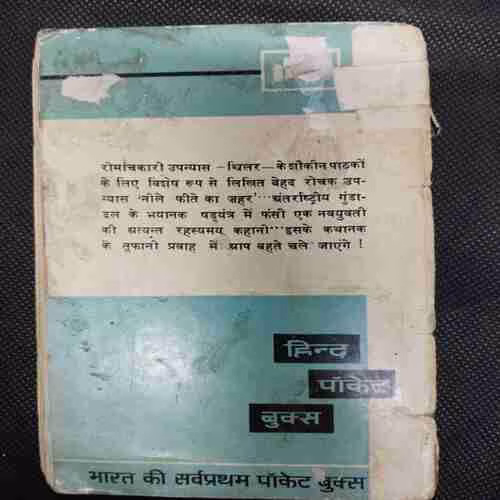 रोमांचकारी उपन्यास – थ्रिलर – के शौकीन पाठकों
के लिए विशेष रूप से लिखित बेहद रोचक उप-
न्यास 'नीले फीते का ज़हर'···अंतर्राष्ट्रीय गुंडा-
दल के भयानक षड्यंत्र में फंसी एक नवयुवती
की अत्यन्त रहस्यमय कहानी···इसके कथानक
के तूफानी प्रवाह में आप बहते चले जाएंगे !
हिन्द
पॉकेट
बुक्स
भारत की सर्वप्रथम पॉकेट बुक्स